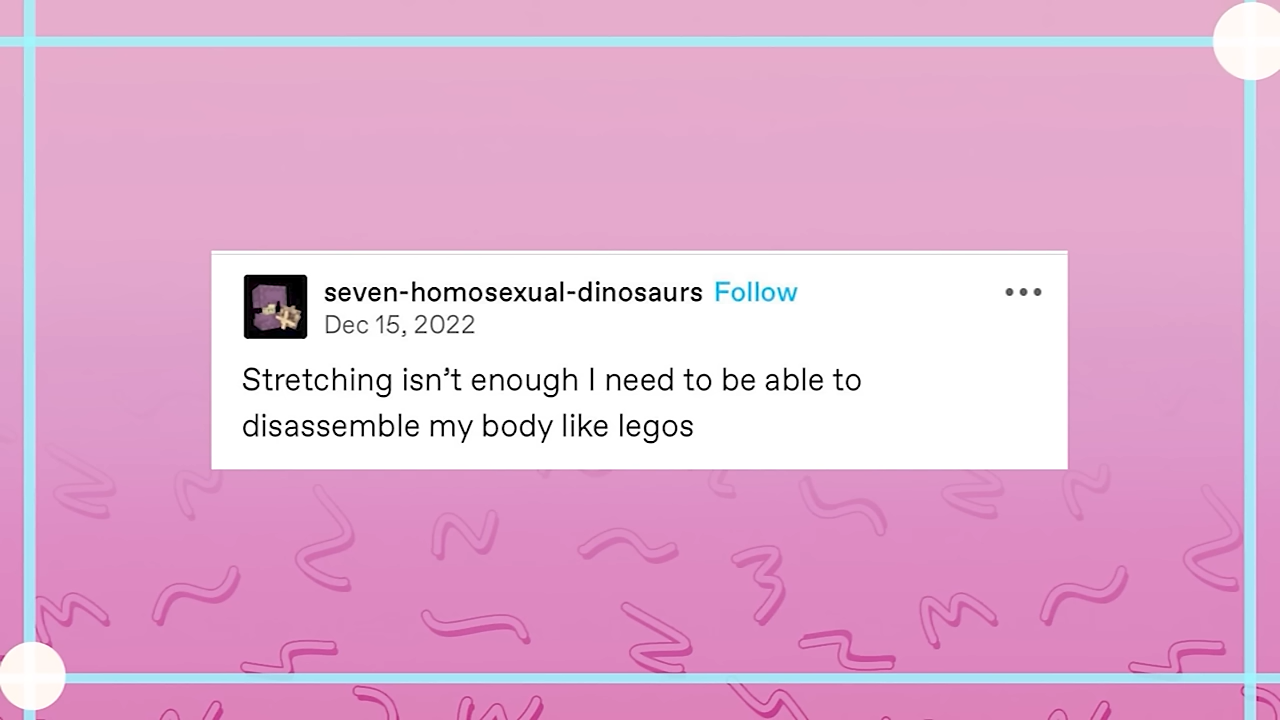 seven-homosexual-dinosaurs Follow
Dec 15, 2022
Stretching isn’t enough I need to be able to
disassemble my body like legos